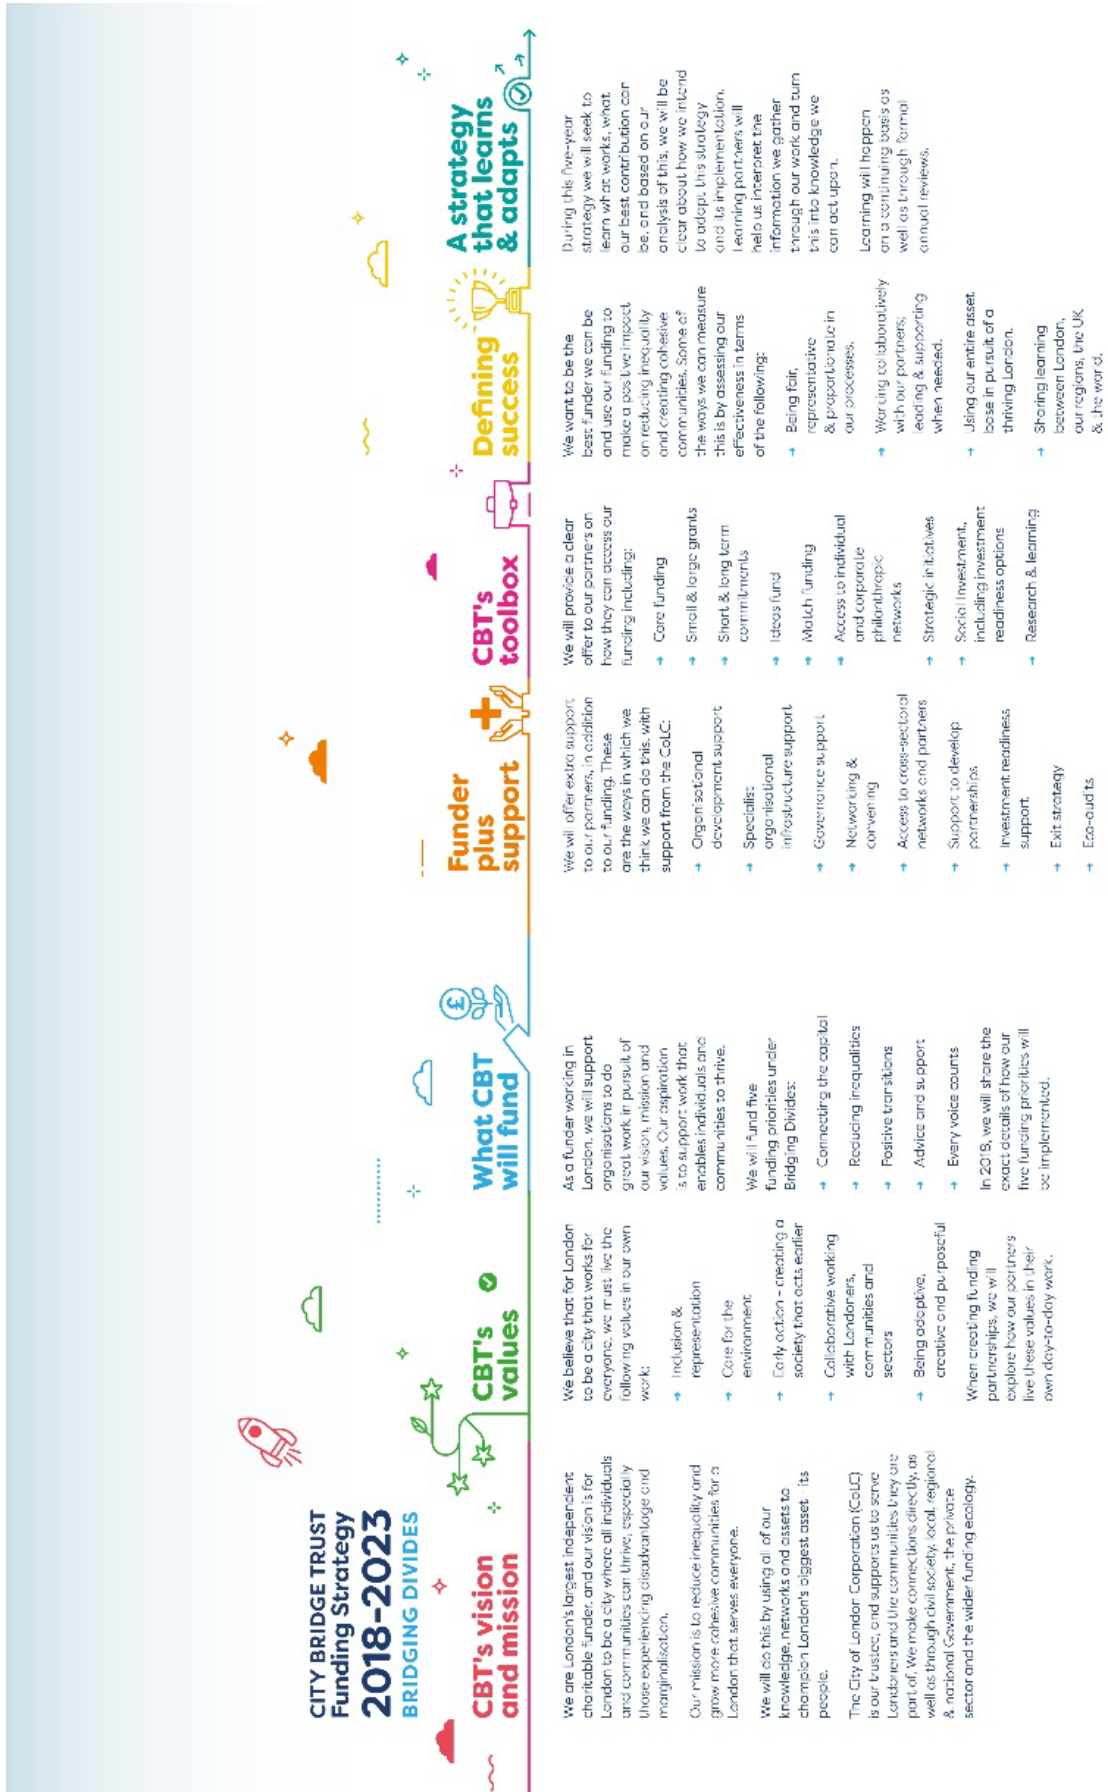 CITY BRIDGE TRUST
Funding Strategy
2018–2023
BRIDGING DIVIDES
CBT's vision
and mission
We are London's largest independent
charitable funder, and our vision is for
London to be a city where all individuals
and communities can thrive, especially
those experiencing disadvantage and
marginalisation.
Our mission is to reduce inequality and
grow more cohesive communities for a
London that serves everyone.
We will do this by using all of our
knowledge, networks and assets to
champion London's biggest asset - its
people.
The City of London Corporation (CoLC)
is our trustee, and supports us to serve
Londoners and the communities they are
part of. We make connections directly, as
well as through civil society, local, regional
& national Government, the private
sector and the wider funding ecology.
CBT's
values
We believe that for London
to be a city that works for
everyone, we must live the
following values in our own
work:
→ Inclusion &
representation
→ Care for the
environment
→ Early action – creating a
society that acts earlier
→ Collaborative working
with Londoners,
communities and
sectors
→ Being adaptive,
creative and purposeful
When creating funding
partnerships, we will
explore how our partners
live these values in their
own day-to-day work.
What CBT
will fund
As a funder working in
London, we will support
organisations to do
great work in pursuit of
our vision, mission and
values. Our aspiration
is to support work that
enables individuals and
communities to thrive.
We will fund five
funding priorities under
Bridging Divides:
→ Connecting the capital
→ Reducing inequalities
→ Positive transitions
→ Advice and support
→ Every voice counts
In 2018, we will share the
exact details of how our
five funding priorities will
be implemented.
£
Funder
plus
support
We will offer extra support
to our partners, in addition
to our funding. These
are the ways in which we
think we can do this, with
support from the CoLC:
→ Organisational
development support
→ Specialist
organisational
infrastructure support
→ Governance support
→ Networking &
convening
→ Access to cross-sectoral
networks and partners
→ Support to develop
partnerships
→ Investment readiness
support
→ Exit strategy
→ Eco-audits
CBT's
toolbox
We will provide a clear
offer to our partners on
how they can access our
funding including:
→ Core funding
→ Small & large grants
→ Short & long term
commitments
→ Ideas fund
→ Match funding
→ Access to individual
and corporate
philanthropic
networks
→ Strategic initiatives
→ Social Investment,
including investment
readiness options
→ Research & learning
Defining
success
We want to be the
best funder we can be
and use our funding to
make a positive impact
on reducing inequality
and creating cohesive
communities. Some of
the ways we can measure
this is by assessing our
effectiveness in terms
of the following:
→ Being fair,
representative
& proportionate in
our processes.
→ Working collaboratively
with our partners;
leading & supporting
when needed.
→ Using our entire asset
base in pursuit of a
thriving London.
→ Sharing learning
between London,
our regions, the UK
& the world.
A strategy
that learns
& adapts
During this five-year
strategy we will seek to
learn what works, what
our best contribution can
be, and based on our
analysis of this, we will be
clear about how we intend
to adapt this strategy
and its implementation.
Learning partners will
help us interpret the
information we gather
through our work and turn
this into knowledge we
can act upon.
Learning will happen
on a continuing basis as
well as through formal
annual reviews.